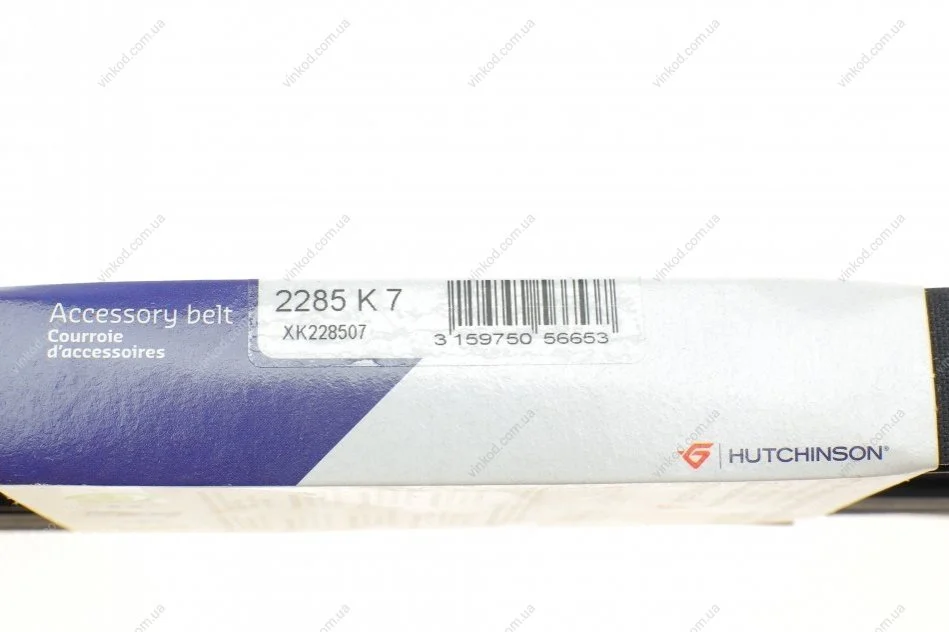 Accessory belt
Courroie
d'accessoires
2285 K 7
XK228507
3 159750 56653
HUTCHINSON®
vinkod.com.ua